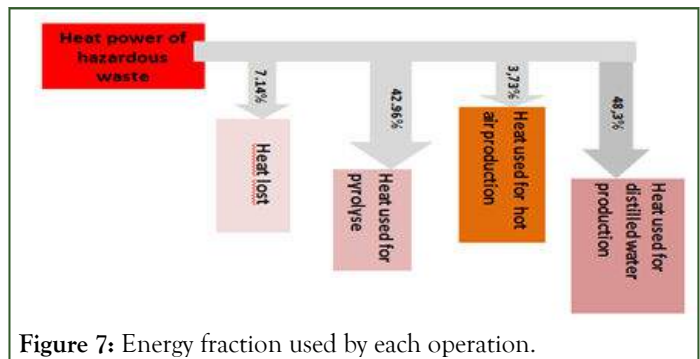 Heat power of
hazardous
waste
7.14%
42.96%
3,73%
48,3%
Heat lost
Heat used for
pyrolyse
Heat used for hot
air production
Heat used for
distilled water
production
Figure 7: Energy fraction used by each operation.